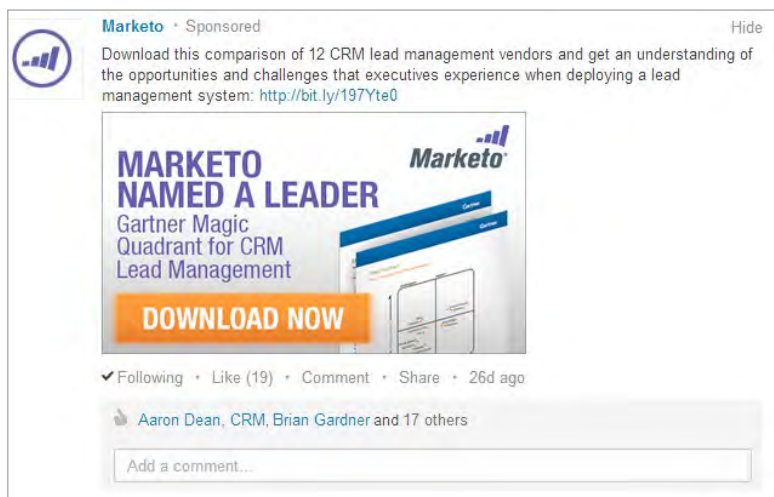 Marketo · Sponsored
Hide
Download this comparison of 12 CRM lead management vendors and get an understanding of
the opportunities and challenges that executives experience when deploying a lead
management system: http://bit.ly/197Yte0
MARKETO
NAMED A LEADER
Gartner Magic
Quadrant for CRM
Lead Management
DOWNLOAD NOW
Marketo
Gartner
Gartner
Following · Like (19) · Comment · Share · 26d ago
Aaron Dean, CRM, Brian Gardner and 17 others
Add a comment...